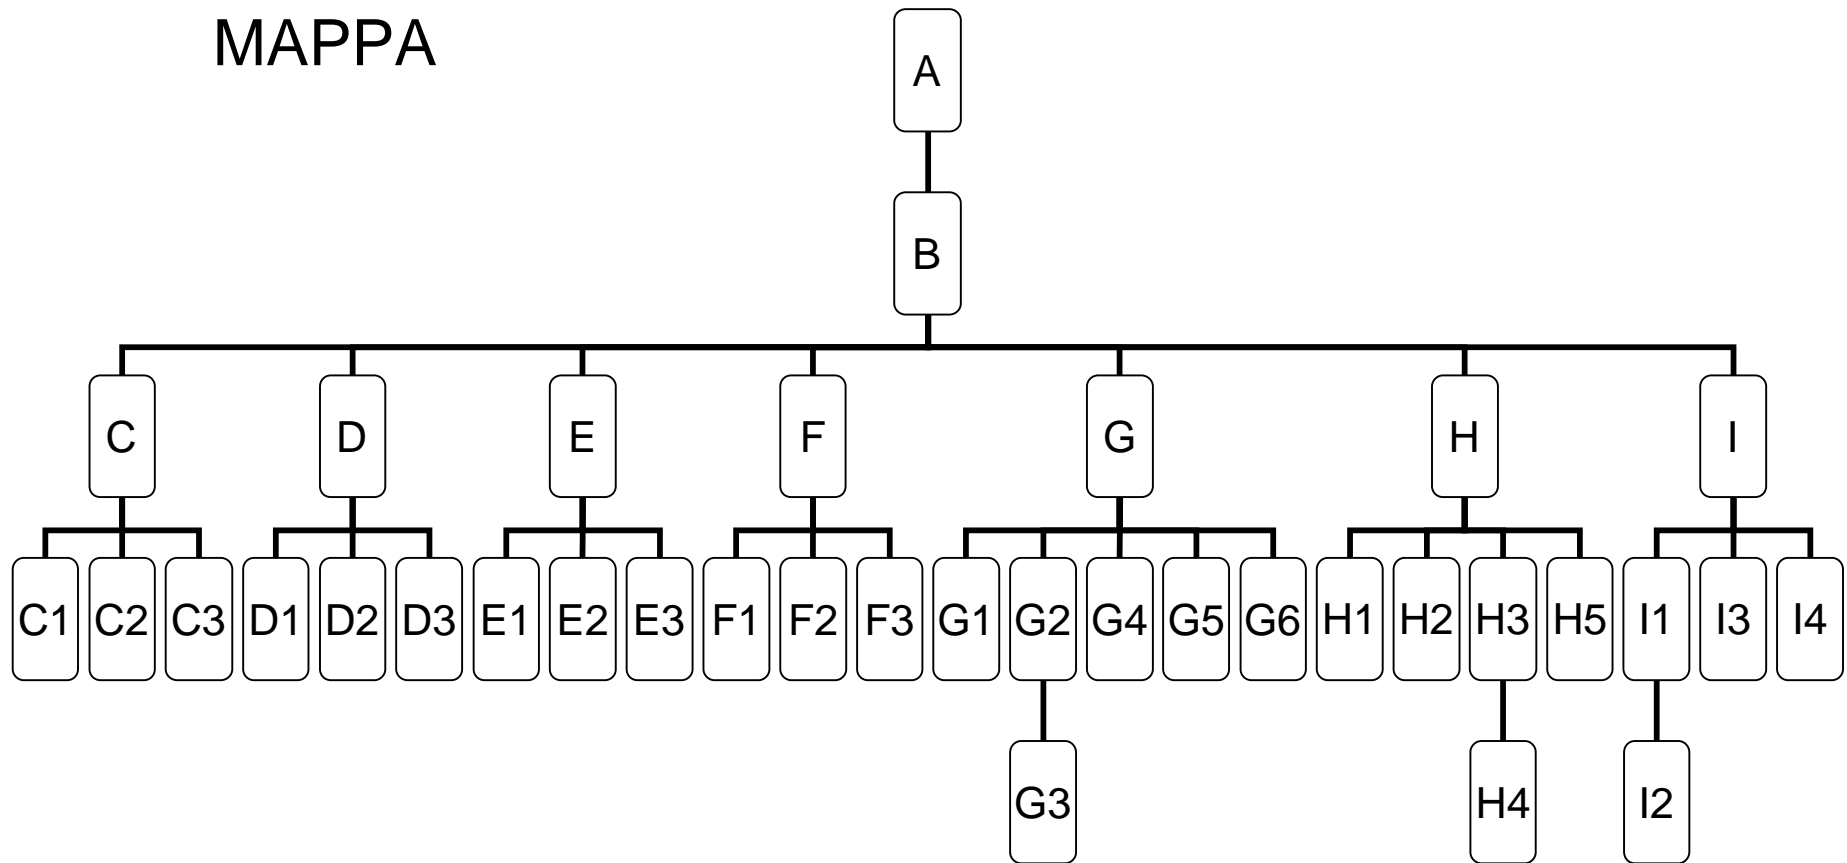 MAPPA
A
B
C D E F G H I
C1 C2 C3 D1 D2 D3 E1 E2 E3 F1 F2 F3 G1 G2 G4 G5 G6 H1 H2 H3 H5 I1 I3 I4
G3 H4 I2